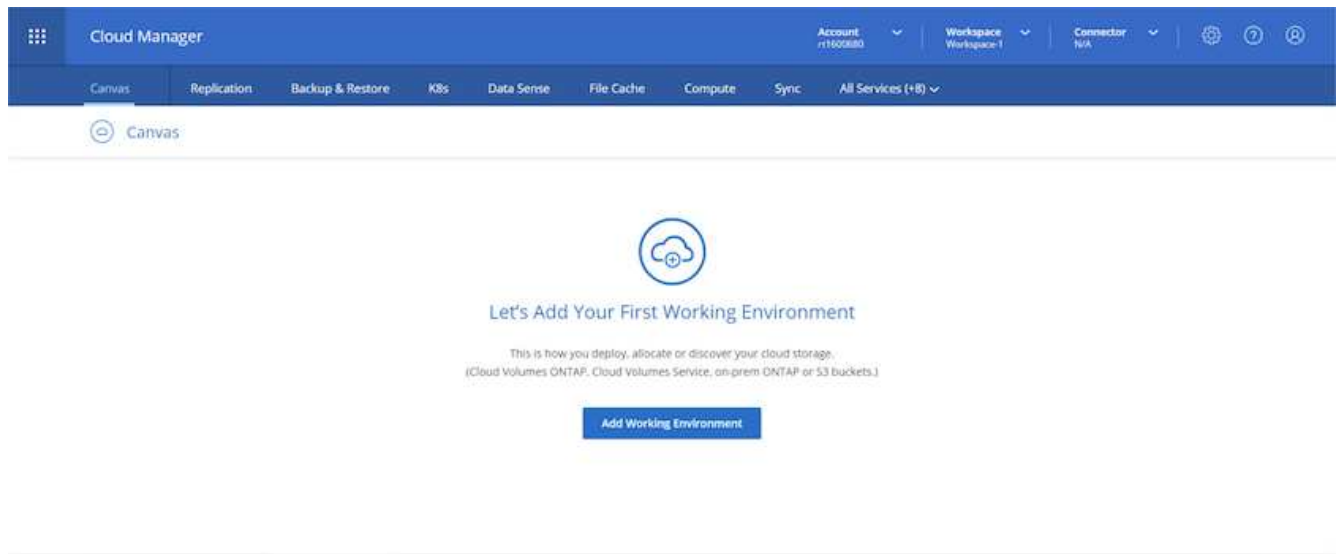 Cloud Manager
Account
rt1600680
Workspace
Workspace-1
Connector
N/A
Canvas Replication Backup & Restore K8s Data Sense File Cache Compute Sync All Services (+8)
Canvas
Let's Add Your First Working Environment
This is how you deploy, allocate or discover your cloud storage.
(Cloud Volumes ONTAP, Cloud Volumes Service, on-prem ONTAP or S3 buckets.)
Add Working Environment